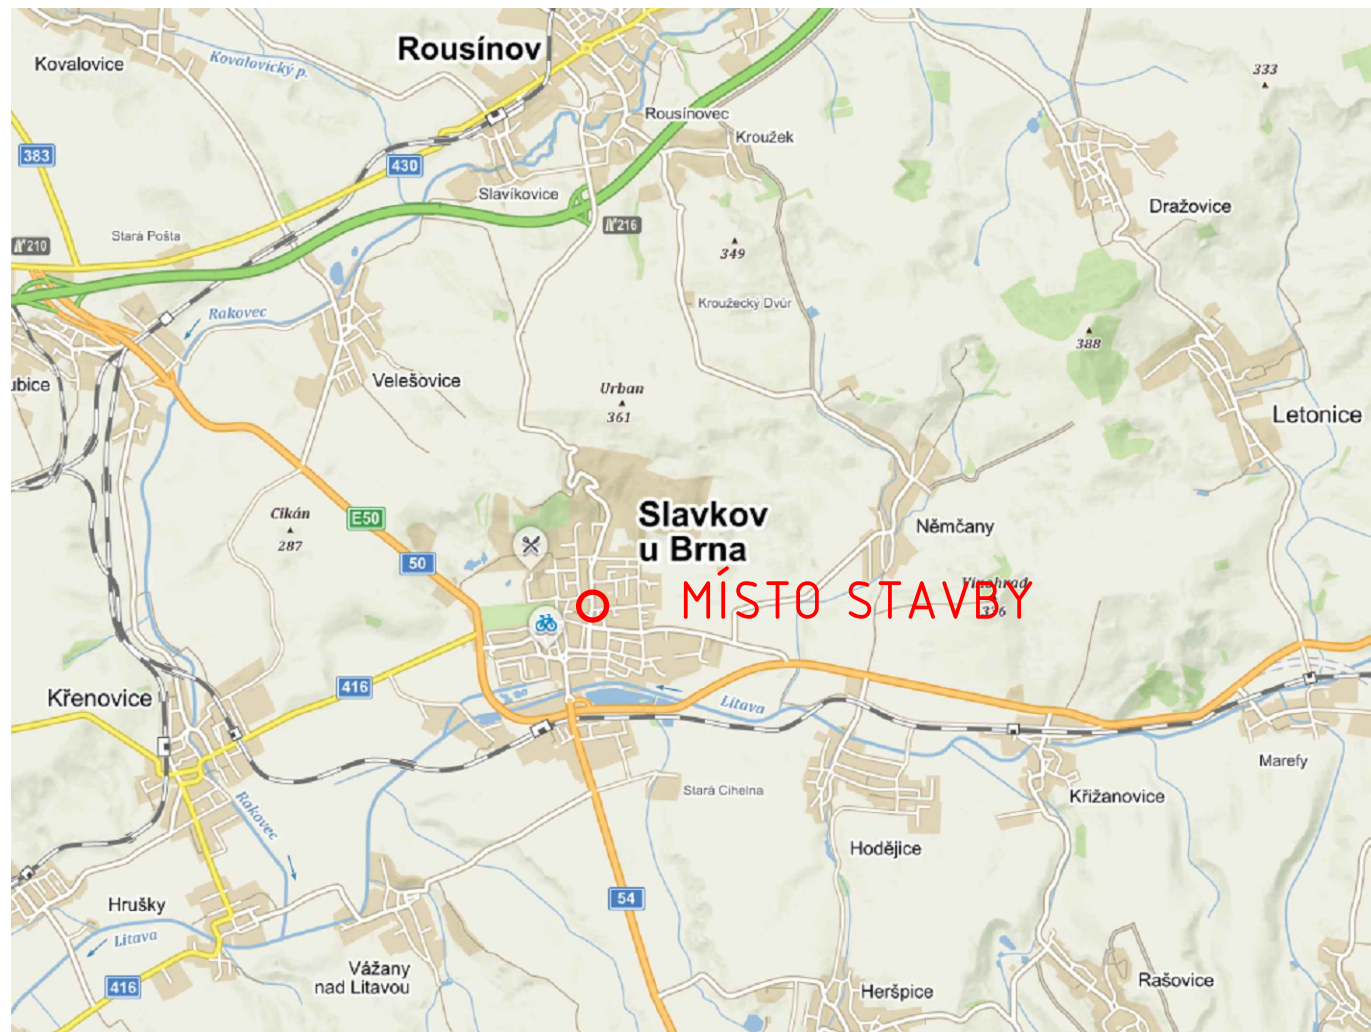 Rousínov
Kovalovice
Kovalovický p.
333
Rousínovec
Kroužek
383
430
Slavíkovice
Dražovice
Stará Pošta
216
210
349
Kroužecký Dvůr
Rakovec
388
Velešovice
ubice
Urban
361
Letonice
Cikán
287
E50
Slavkov
u Brna
Němčany
50
Vinohrad
MÍSTO STAVBY
416
Křenovice
Litava
Marefy
Stará Cihelna
Křižanovice
Rakovec
Hodějice
54
Hrušky
Litava
Vážany
nad Litavou
416
Heršpice
Rašovice